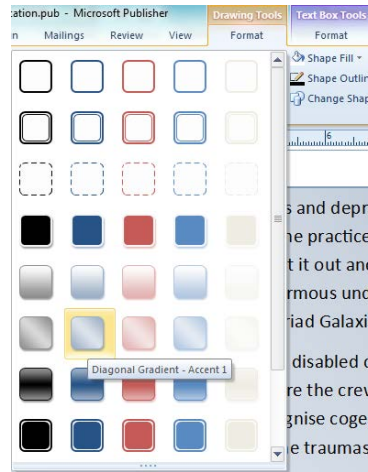 cation.pub - Microsoft Publisher
Drawing Tools
Text Box Tools
Mailings
Review
View
Format
Format
Shape Fill
Shape Outlin
Change Shap
6
s and depr
ne practice
t it out and
rmous und
riad Galaxi
Diagonal Gradient - Accent 1
disabled o
re the crew
gnise coge
e traumas